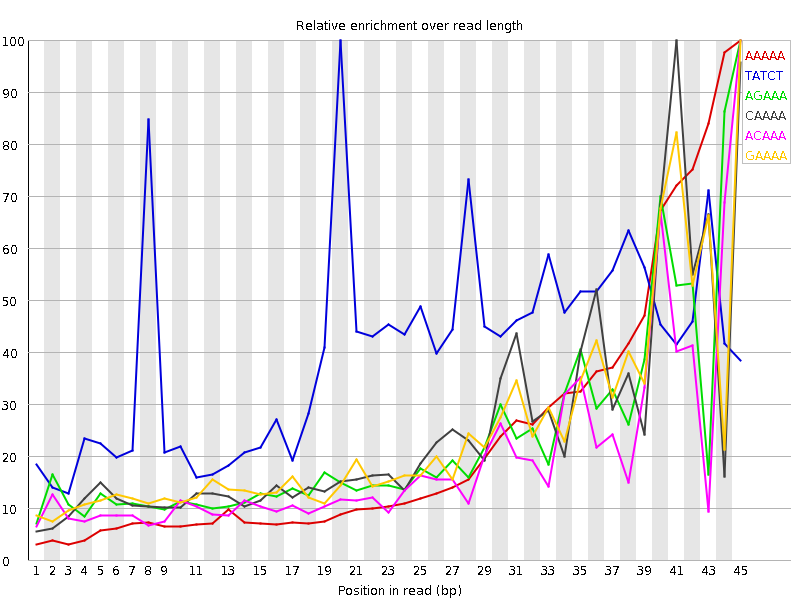 Relative enrichment over read length
100
90
80
70
60
50
40
30
20
10
0
AAAAA
TATCT
AGAAA
CAAAA
ACAAA
GAAAA
1 2 3 4 5 6 7 8 9 11 13 15 17 19 21 23 25 27 29 31 33 35 37 39 41 43 45
Position in read (bp)